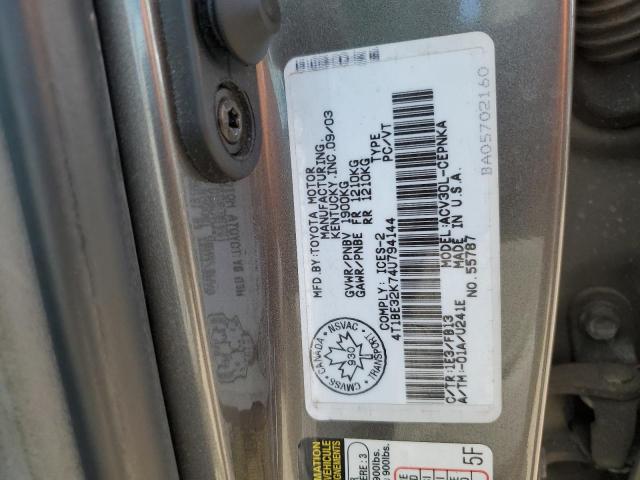 MFD.BY:TOYOTA MOTOR
MANUFACTURING,
KENTUCKY,INC 09/03
GVWR/PNBV 1900KG
GAWR/PNBE FR 1210KG
RR 1210KG
COMPLY: ICES-2 TYPE
4T1BE32K74U794144 PC/VT
NSVAC
CANADA
930
CMVSS
TRANSPORT
C/TR:1E3/FB13 MODEL:ACV30L-CEPNKA
A/TM:-01A/U241E MADE IN U.S.A.
NO.55787
BA05702160
5F